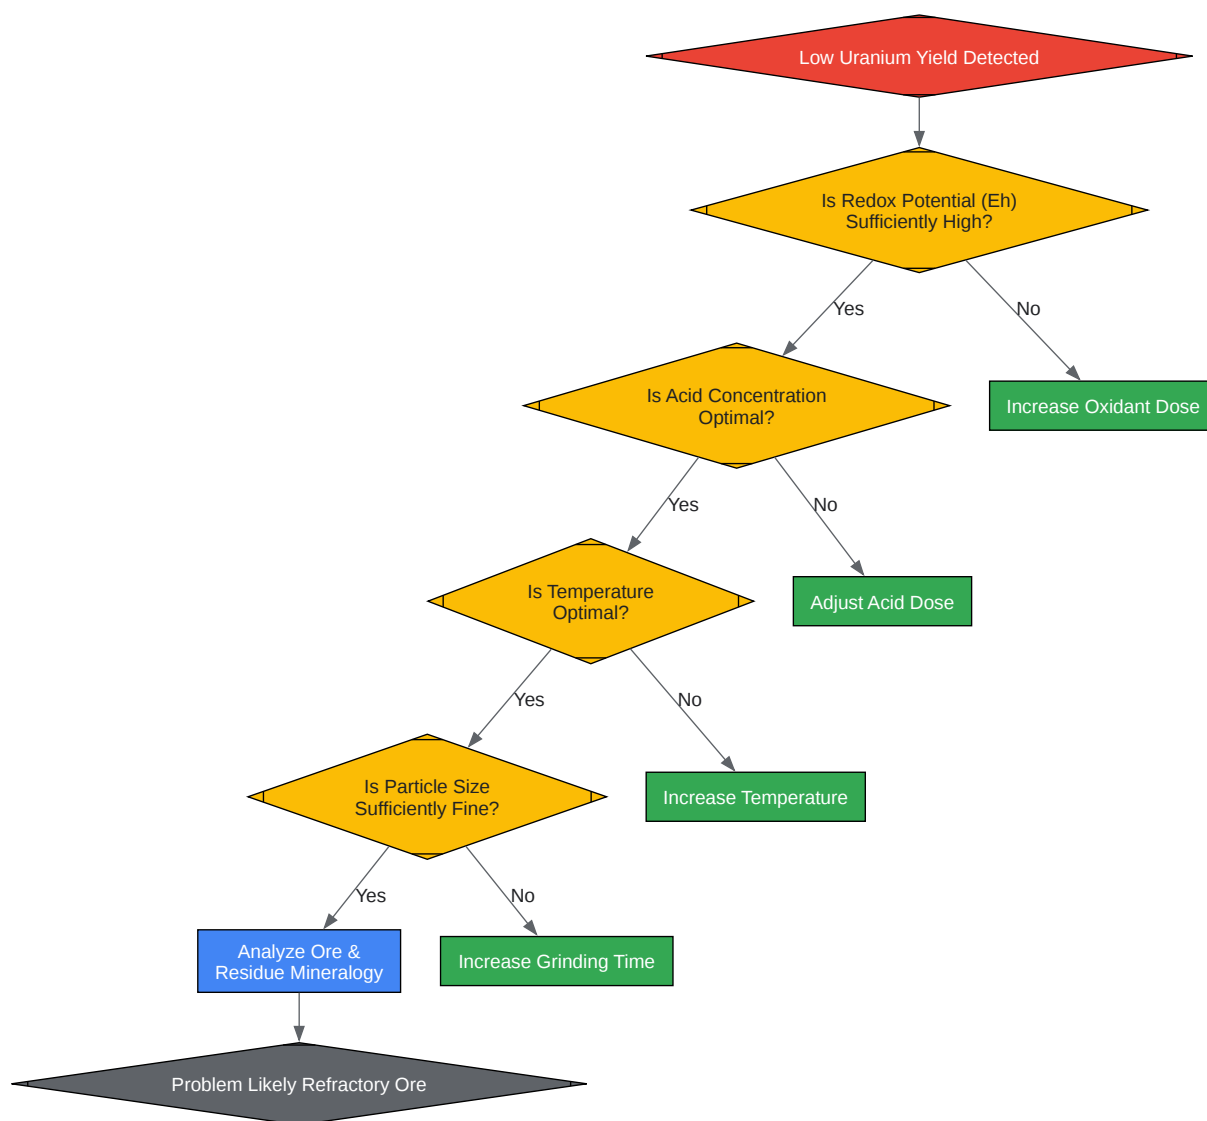 Low Uranium Yield Detected
Is Redox Potential (Eh)
Sufficiently High?
Yes
No
Is Acid Concentration
Optimal?
Increase Oxidant Dose
Yes
No
Is Temperature
Optimal?
Adjust Acid Dose
Yes
No
Is Particle Size
Sufficiently Fine?
Increase Temperature
Yes
No
Analyze Ore &
Residue Mineralogy
Increase Grinding Time
Problem Likely Refractory Ore